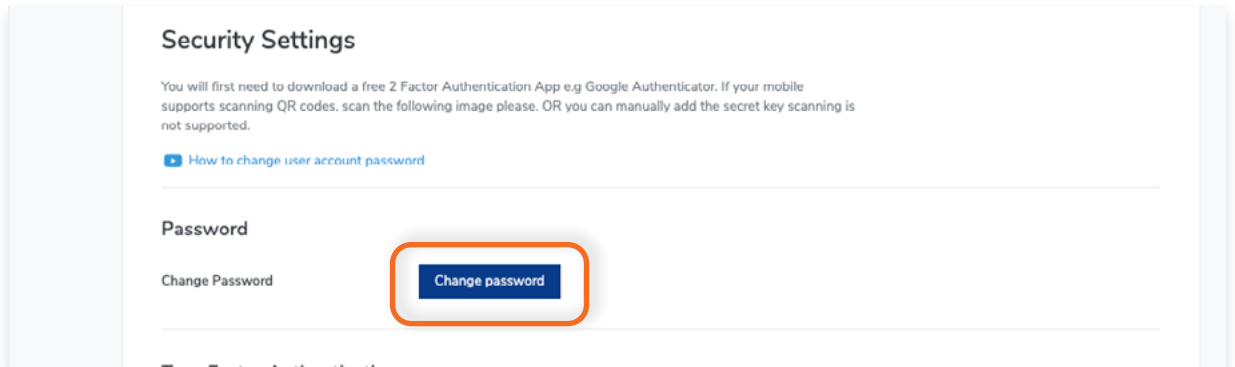 Security Settings
You will first need to download a free 2 Factor Authentication App e.g Google Authenticator. If your mobile
supports scanning QR codes, scan the following image please. OR you can manually add the secret key scanning is
not supported.
How to change user account password
Password
Change Password
Change password